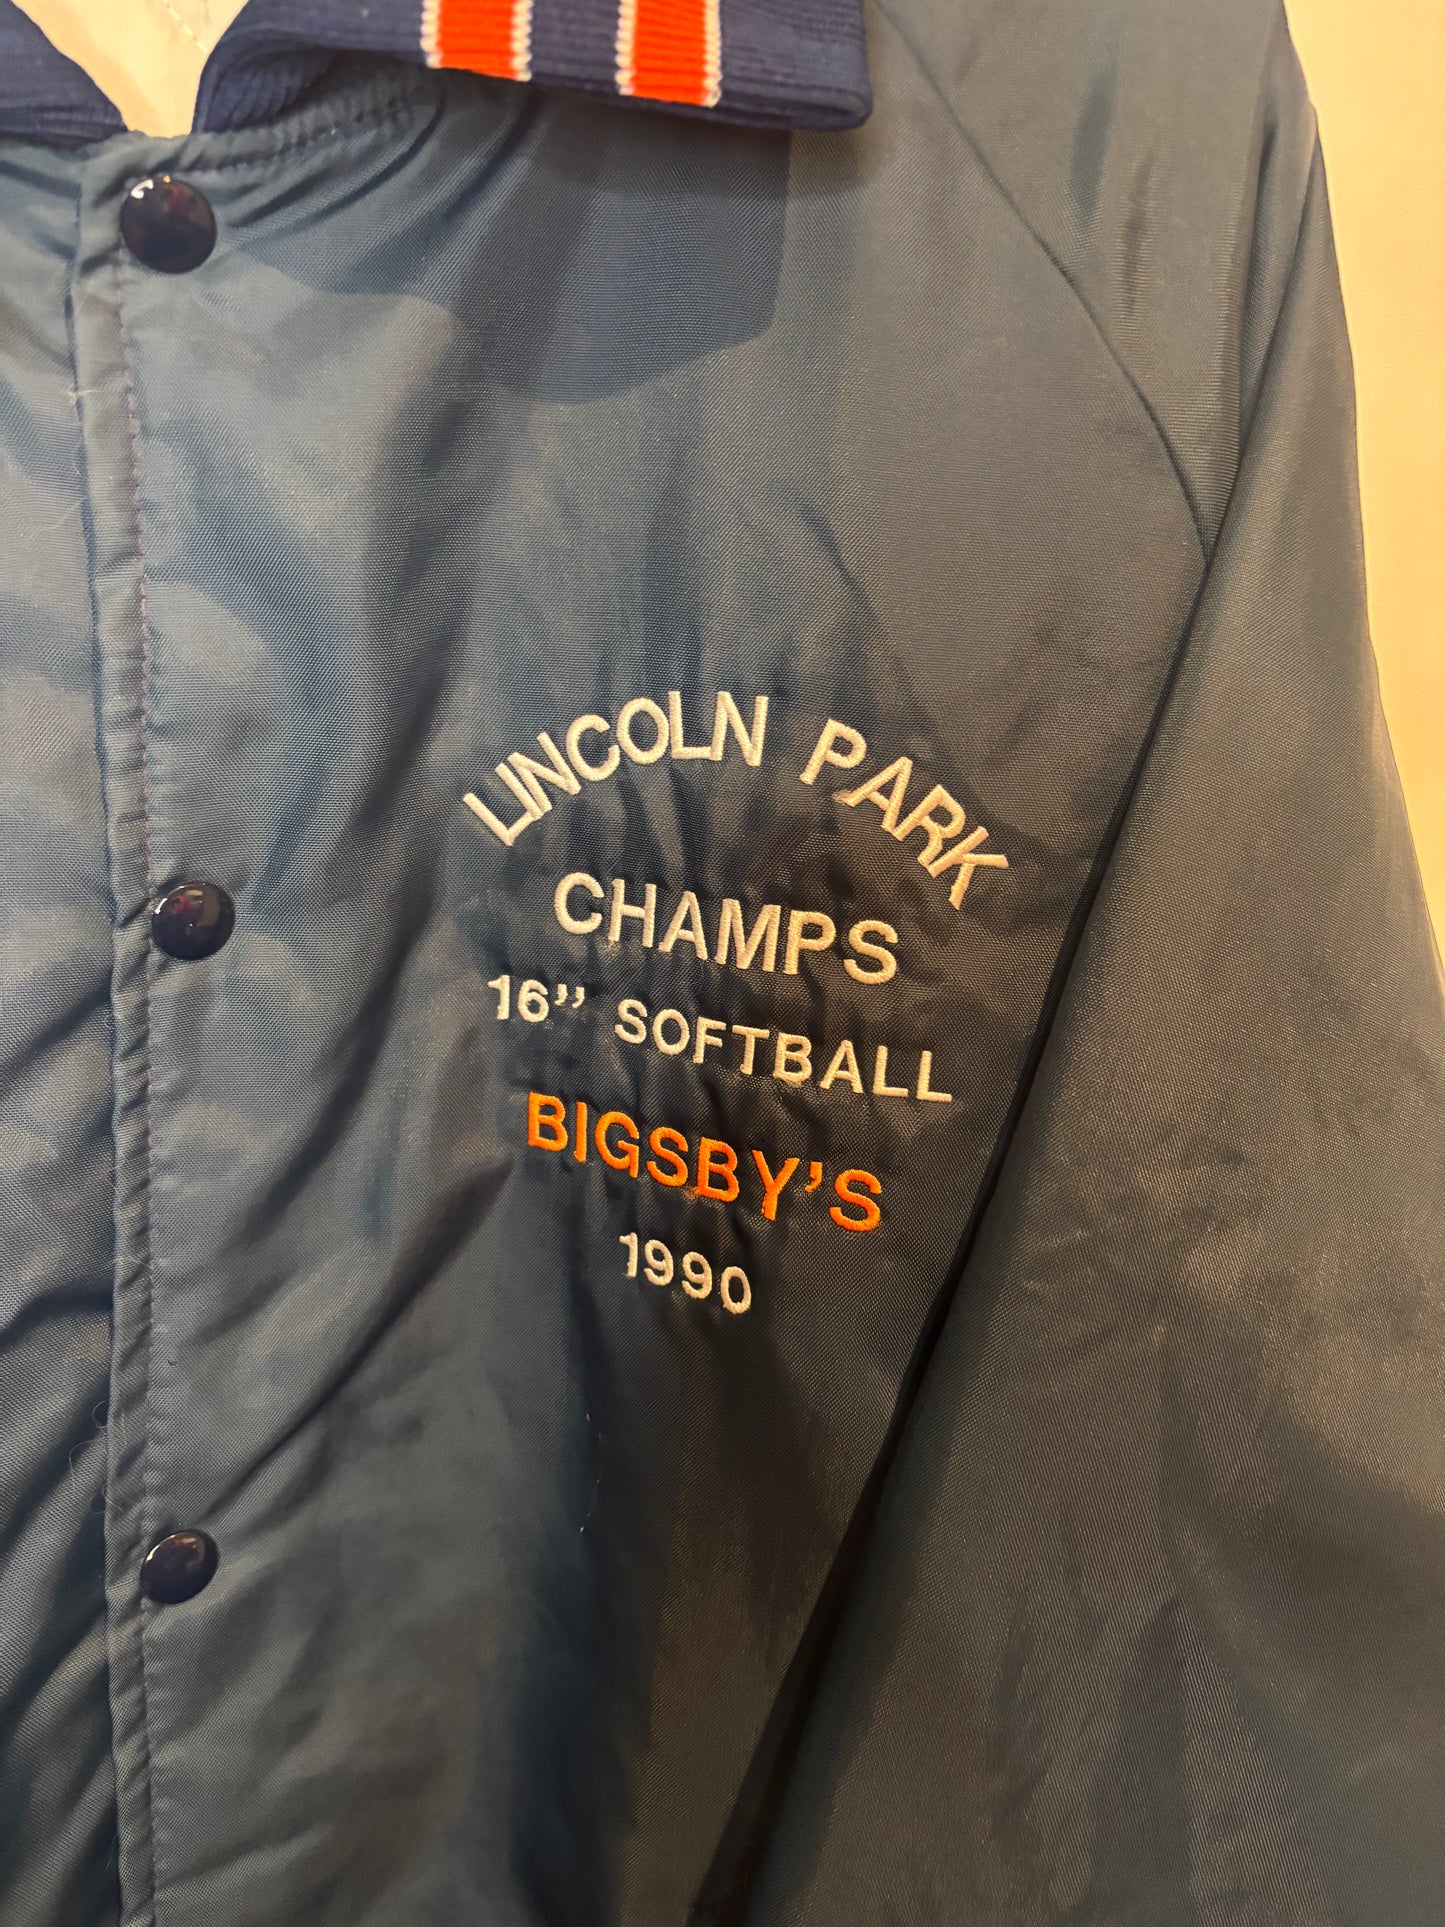 LINCOLN PARK
CHAMPS
16" SOFTBALL
BIGSBY'S
1990